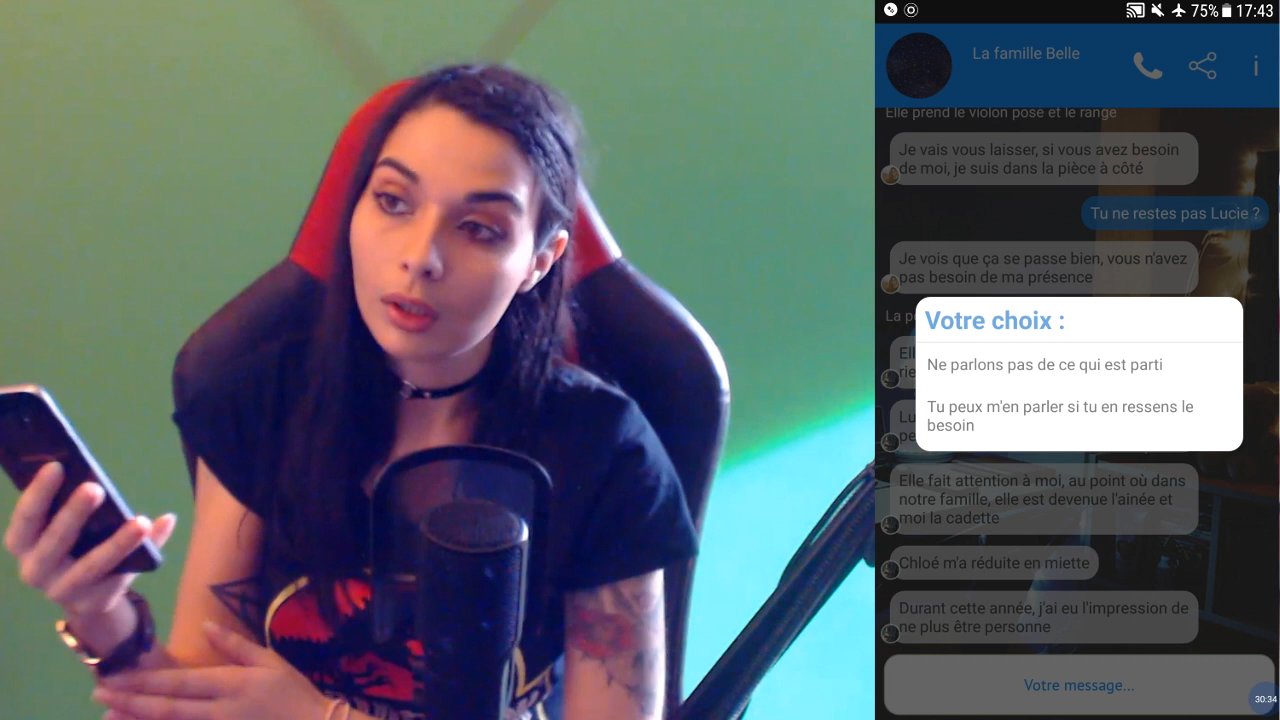 75% 17:43
La famille Belle
Elle prend le violon posé et le range
Je vais vous laisser, si vous avez besoin
de moi, je suis dans la pièce à côté
Tu ne restes pas Lucie ?
Je vois que ça se passe bien, vous n'avez
pas besoin de ma présence
La p
Ell
rie
Lu
pe
Votre choix :
Ne parlons pas de ce qui est parti
Tu peux m'en parler si tu en ressens le
besoin
Elle fait attention à moi, au point où dans
notre famille, elle est devenue l'ainée et
moi la cadette
Chloé m'a réduite en miette
Durant cette année, j'ai eu l'impression de
ne plus être personne
Votre message...
30:34